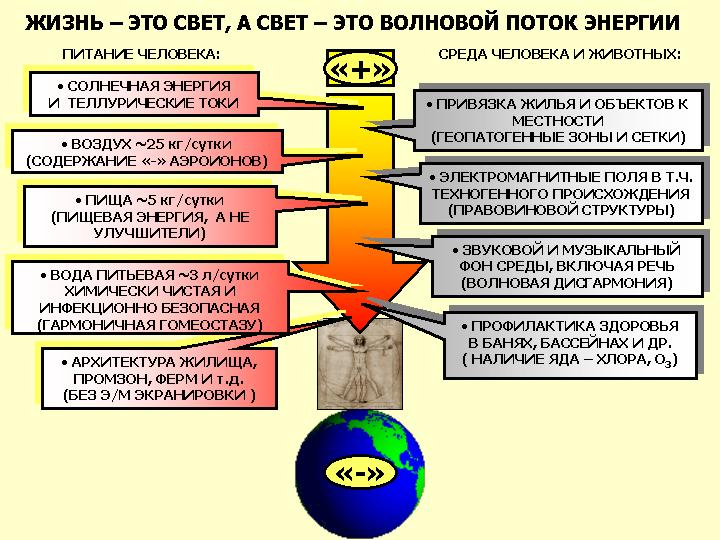 ЖИЗНЬ – ЭТО СВЕТ, А СВЕТ – ЭТО ВОЛНОВОЙ ПОТОК ЭНЕРГИИ
ПИТАНИЕ ЧЕЛОВЕКА:
• СОЛНЕЧНАЯ ЭНЕРГИЯ
И ТЕЛЛУРИЧЕСКИЕ ТОКИ
• ВОЗДУХ ~25 кг/сутки
(СОДЕРЖАНИЕ «-» АЭРОИОНОВ)
• ПИЩА ~5 кг/сутки
(ПИЩЕВАЯ ЭНЕРГИЯ, А НЕ
УЛУЧШИТЕЛИ)
• ВОДА ПИТЬЕВАЯ ~3 л/сутки
ХИМИЧЕСКИ ЧИСТАЯ И
ИНФЕКЦИОННО БЕЗОПАСНАЯ
(ГАРМОНИЧНАЯ ГОМЕОСТАЗУ)
• АРХИТЕКТУРА ЖИЛИЩА,
ПРОМЗОН, ФЕРМ И т.д.
(БЕЗ Э/М ЭКРАНИРОВКИ )
«+»
«-»
СРЕДА ЧЕЛОВЕКА И ЖИВОТНЫХ:
• ПРИВЯЗКА ЖИЛЬЯ И ОБЪЕКТОВ К
МЕСТНОСТИ
(ГЕОПАТОГЕННЫЕ ЗОНЫ И СЕТКИ)
• ЭЛЕКТРОМАГНИТНЫЕ ПОЛЯ В Т.Ч.
ТЕХНОГЕННОГО ПРОИСХОЖДЕНИЯ
(ПРАВОВИНОВОЙ СТРУКТУРЫ)
• ЗВУКОВОЙ И МУЗЫКАЛЬНЫЙ
ФОН СРЕДЫ, ВКЛЮЧАЯ РЕЧЬ
(ВОЛНОВАЯ ДИСГАРМОНИЯ)
• ПРОФИЛАКТИКА ЗДОРОВЬЯ
В БАНЯХ, БАССЕЙНАХ И ДР.
( НАЛИЧИЕ ЯДА – ХЛОРА, О₃)